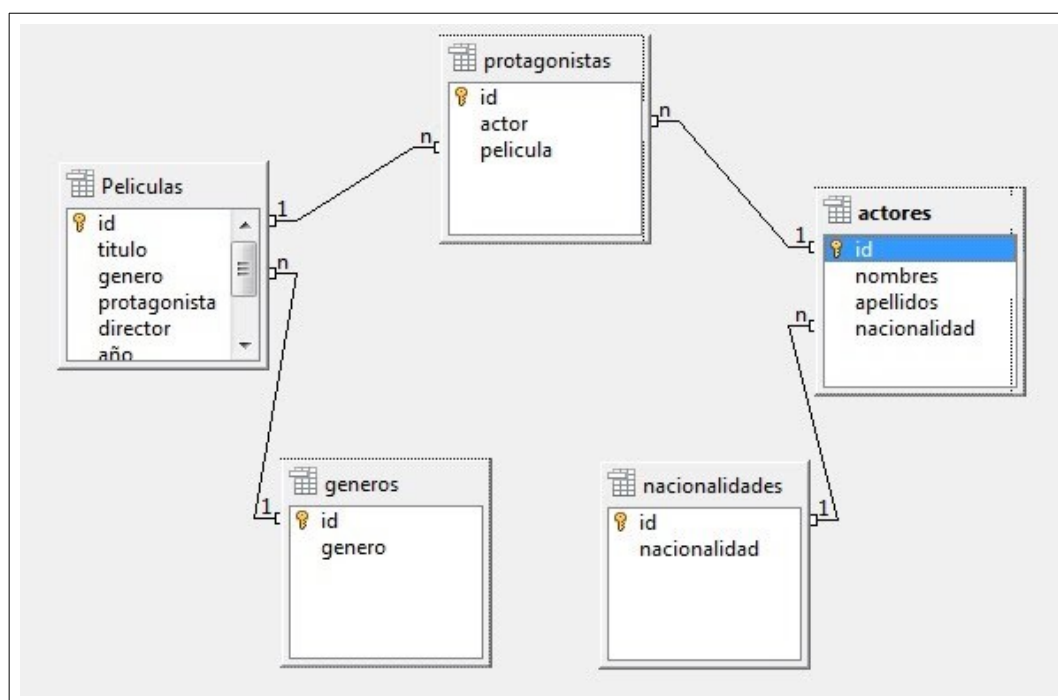 protagonistas
id
actor
pelicula
n
n
Peliculas
id
titulo
genero
protagonista
director
año
1
n
actores
id
nombres
apellidos
nacionalidad
1
n
generos
id
genero
1
nacionalidades
id
nacionalidad
1